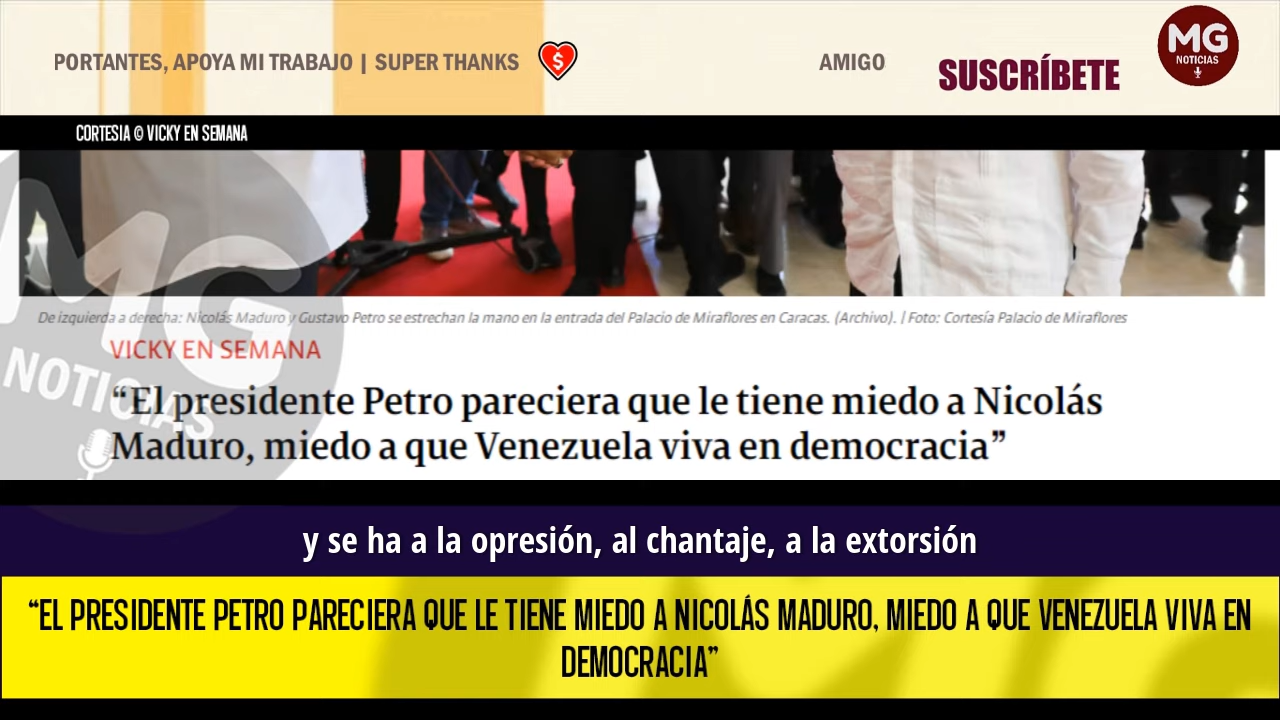 PORTANTES, APOYA MI TRABAJO | SUPER THANKS
$
AMIGO
SUSCRÍBETE
MG
NOTICIAS
CORTESIA © VICKY EN SEMANA
De izquierda a derecha: Nicolás Maduro y Gustavo Petro se estrechan la mano en la entrada del Palacio de Miraflores en Caracas. (Archivo). | Foto: Cortesía Palacio de Miraflores
MG
NOTICIAS
VICKY EN SEMANA
“El presidente Petro pareciera que le tiene miedo a Nicolás
Maduro, miedo a que Venezuela viva en democracia”
y se ha a la opresión, al chantaje, a la extorsión
“EL PRESIDENTE PETRO PARECIERA QUE LE TIENE MIEDO A NICOLÁS MADURO, MIEDO A QUE VENEZUELA VIVA EN
DEMOCRACIA”